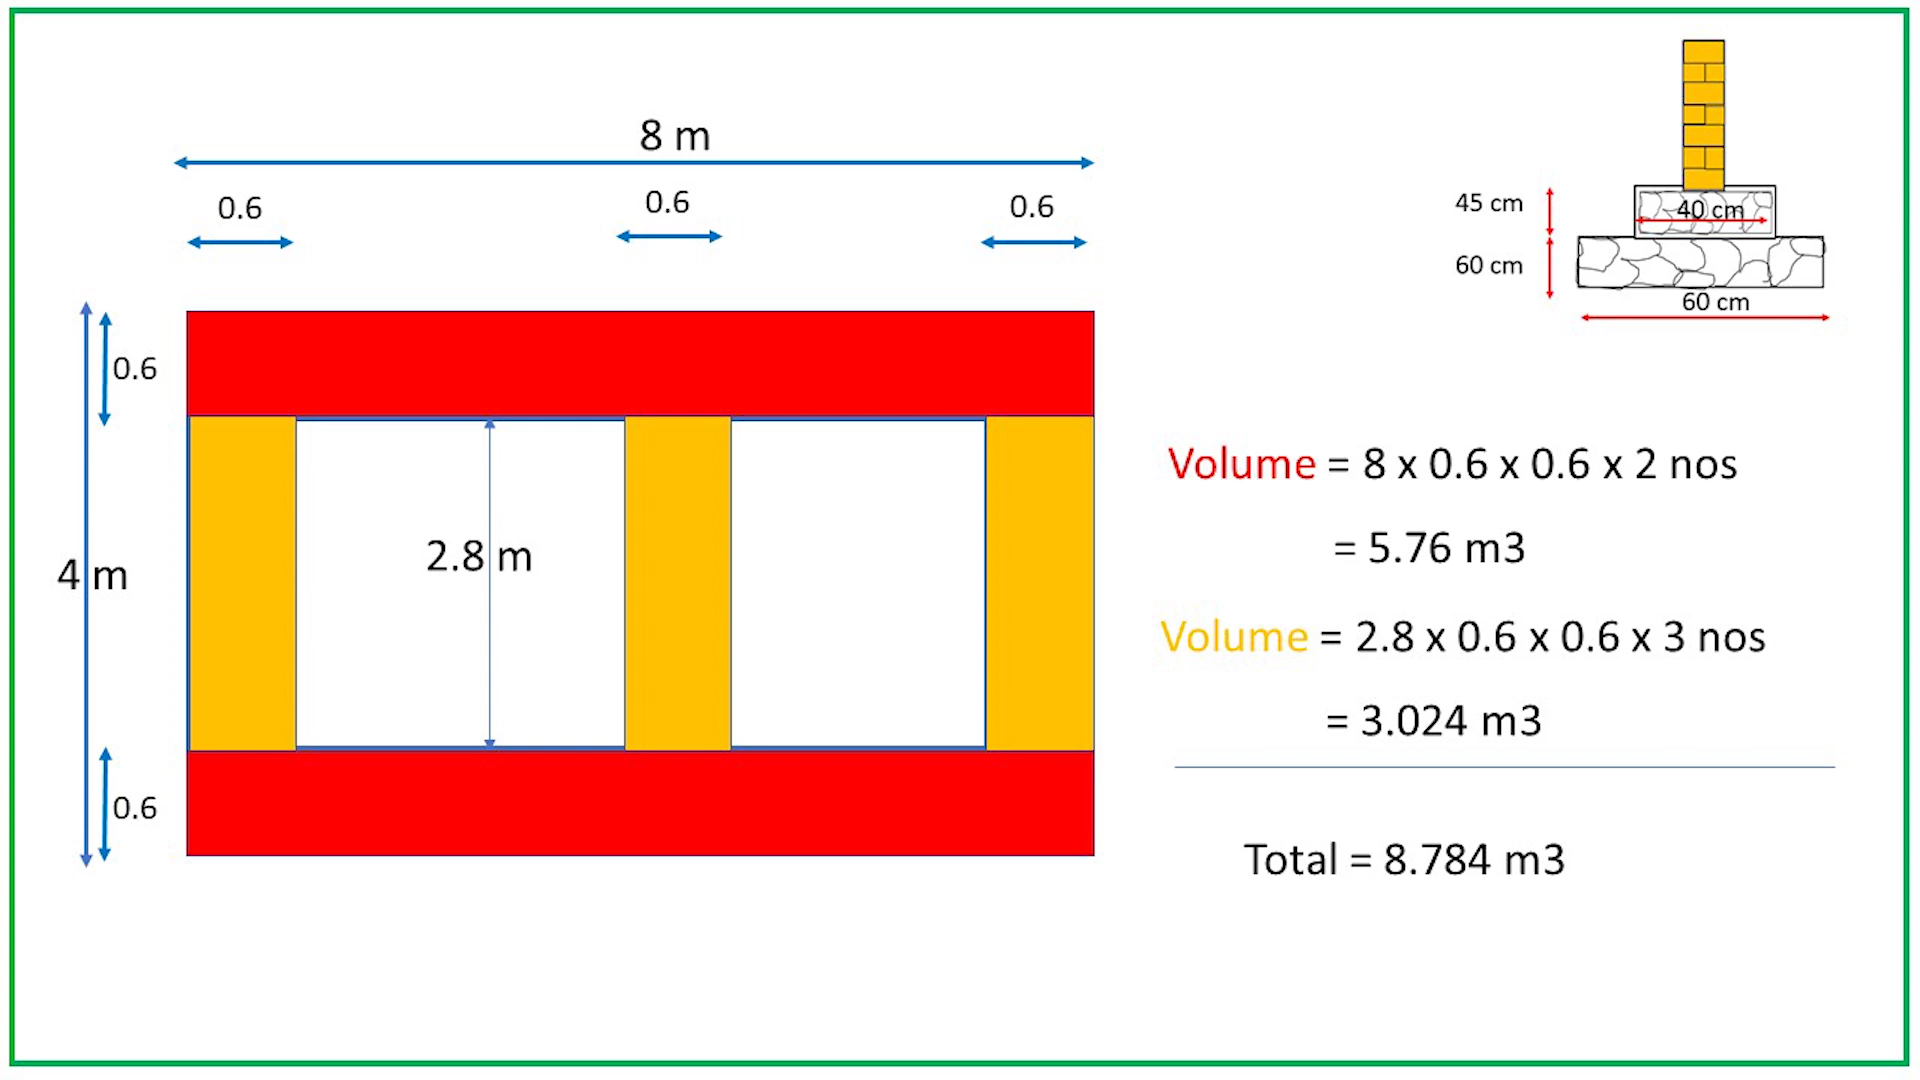 8 m
0.6
0.6
0.6
45 cm
40 cm
60 cm
60 cm
0.6
4 m
2.8 m
0.6
Volume = 8 x 0.6 x 0.6 x 2 nos
= 5.76 m3
Volume = 2.8 x 0.6 x 0.6 x 3 nos
= 3.024 m3
Total = 8.784 m3